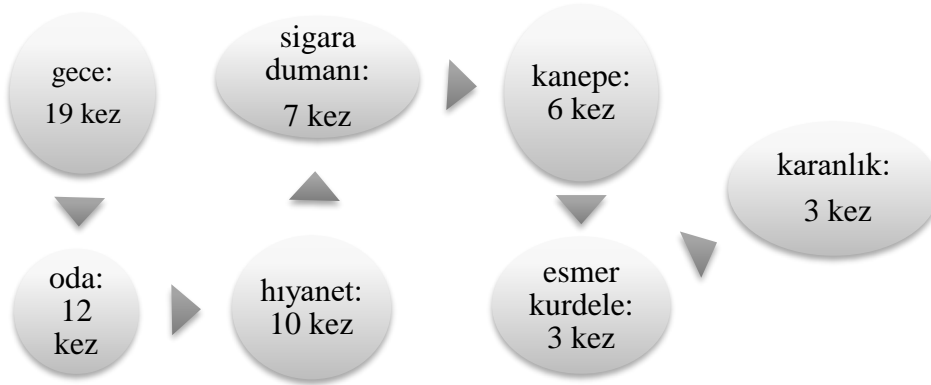 gece:
19 kez
oda:
12
kez
hıyanet:
10 kez
sigara
dumanı:
7 kez
kanepe:
6 kez
esmer
kurdele:
3 kez
karanlık:
3 kez